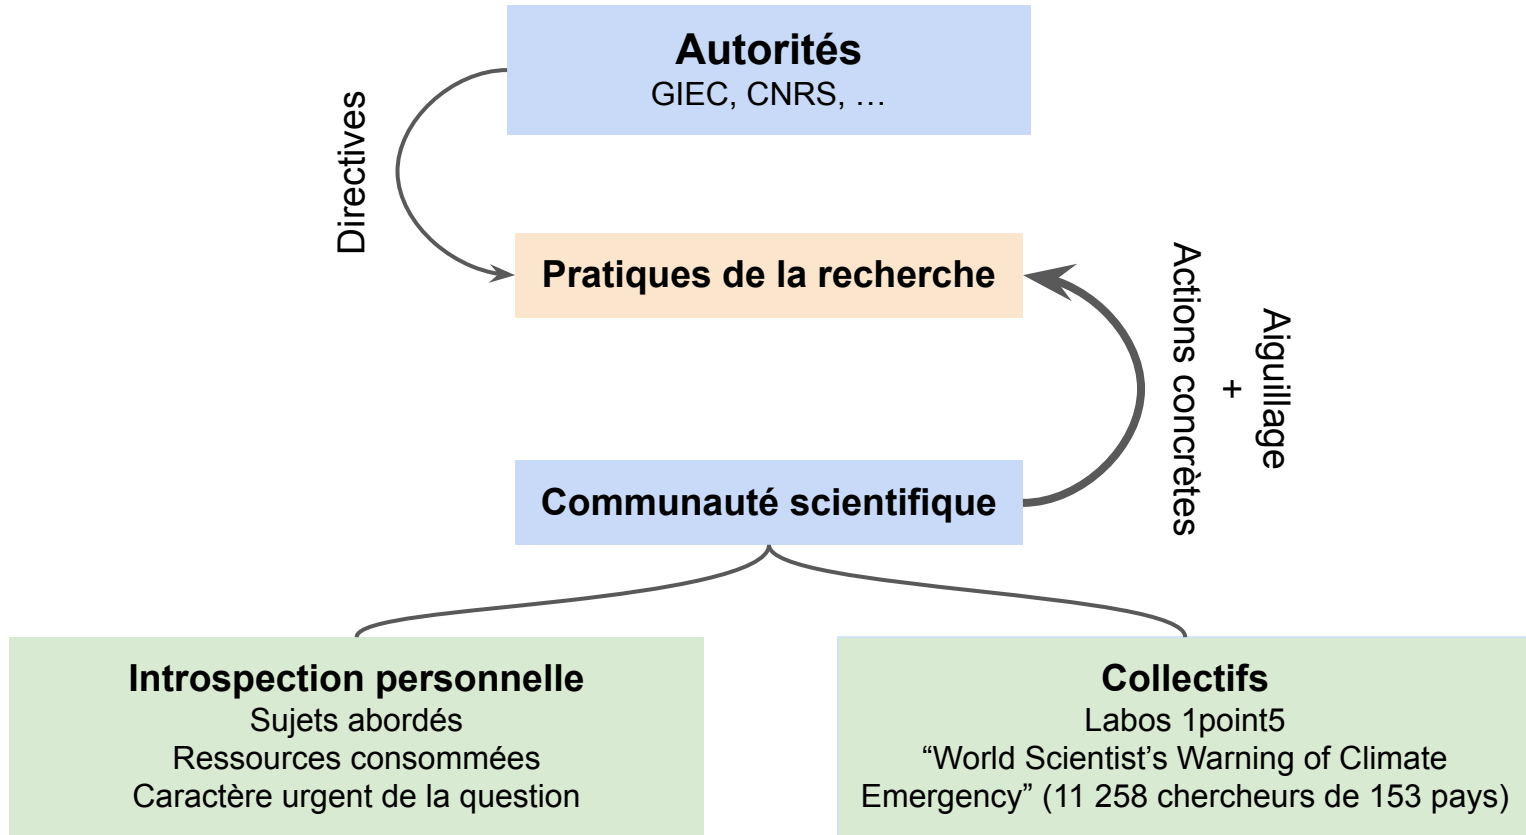 Autorités
GIEC, CNRS, …
Directives
Pratiques de la recherche
Aiguillage
+
Actions concrètes
Communauté scientifique
Introspection personnelle
Sujets abordés
Ressources consommées
Caractère urgent de la question
Collectifs
Labos 1point5
“World Scientist’s Warning of Climate
Emergency” (11 258 chercheurs de 153 pays)